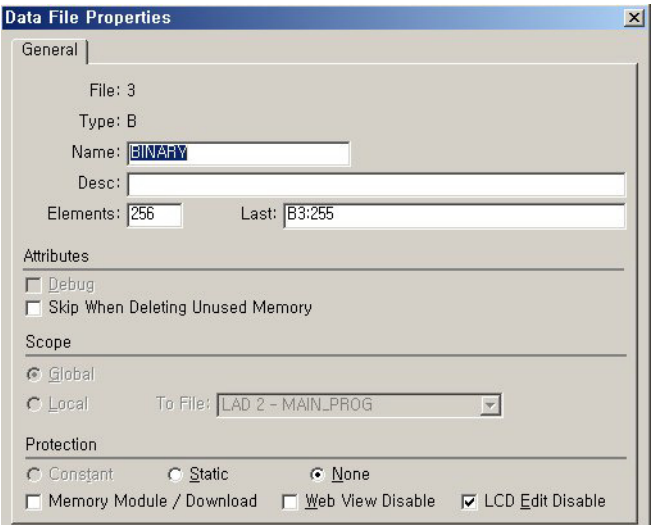 Data File Properties
General
File: 3
Type: B
Name: BINARY
Desc:
Elements: 256 Last: B3:255
Attributes
Debug
Skip When Deleting Unused Memory
Scope
Global
Local To File: LAD 2 - MAIN_PROG
Protection
Constant Static None
Memory Module / Download Web View Disable LCD Edit Disable